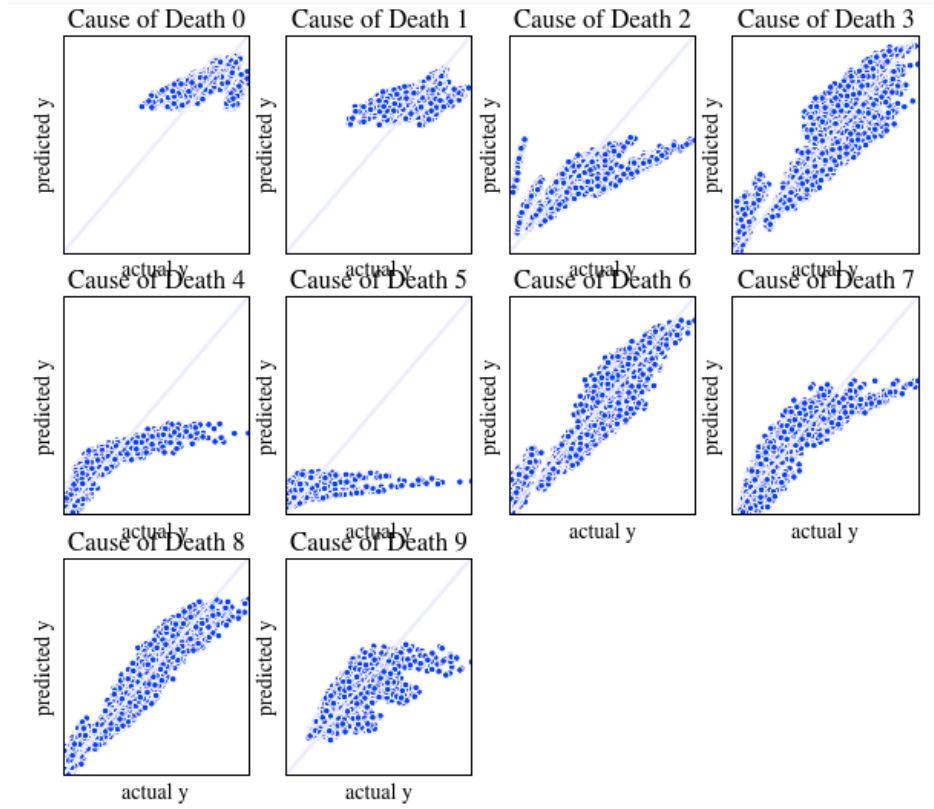 Cause of Death 0
predicted y
actual y
Cause of Death 1
predicted y
actual y
Cause of Death 2
predicted y
actual y
Cause of Death 3
predicted y
actual y
Cause of Death 4
predicted y
actual y
Cause of Death 5
predicted y
actual y
Cause of Death 6
predicted y
actual y
Cause of Death 7
predicted y
actual y
Cause of Death 8
predicted y
actual y
Cause of Death 9
predicted y
actual y